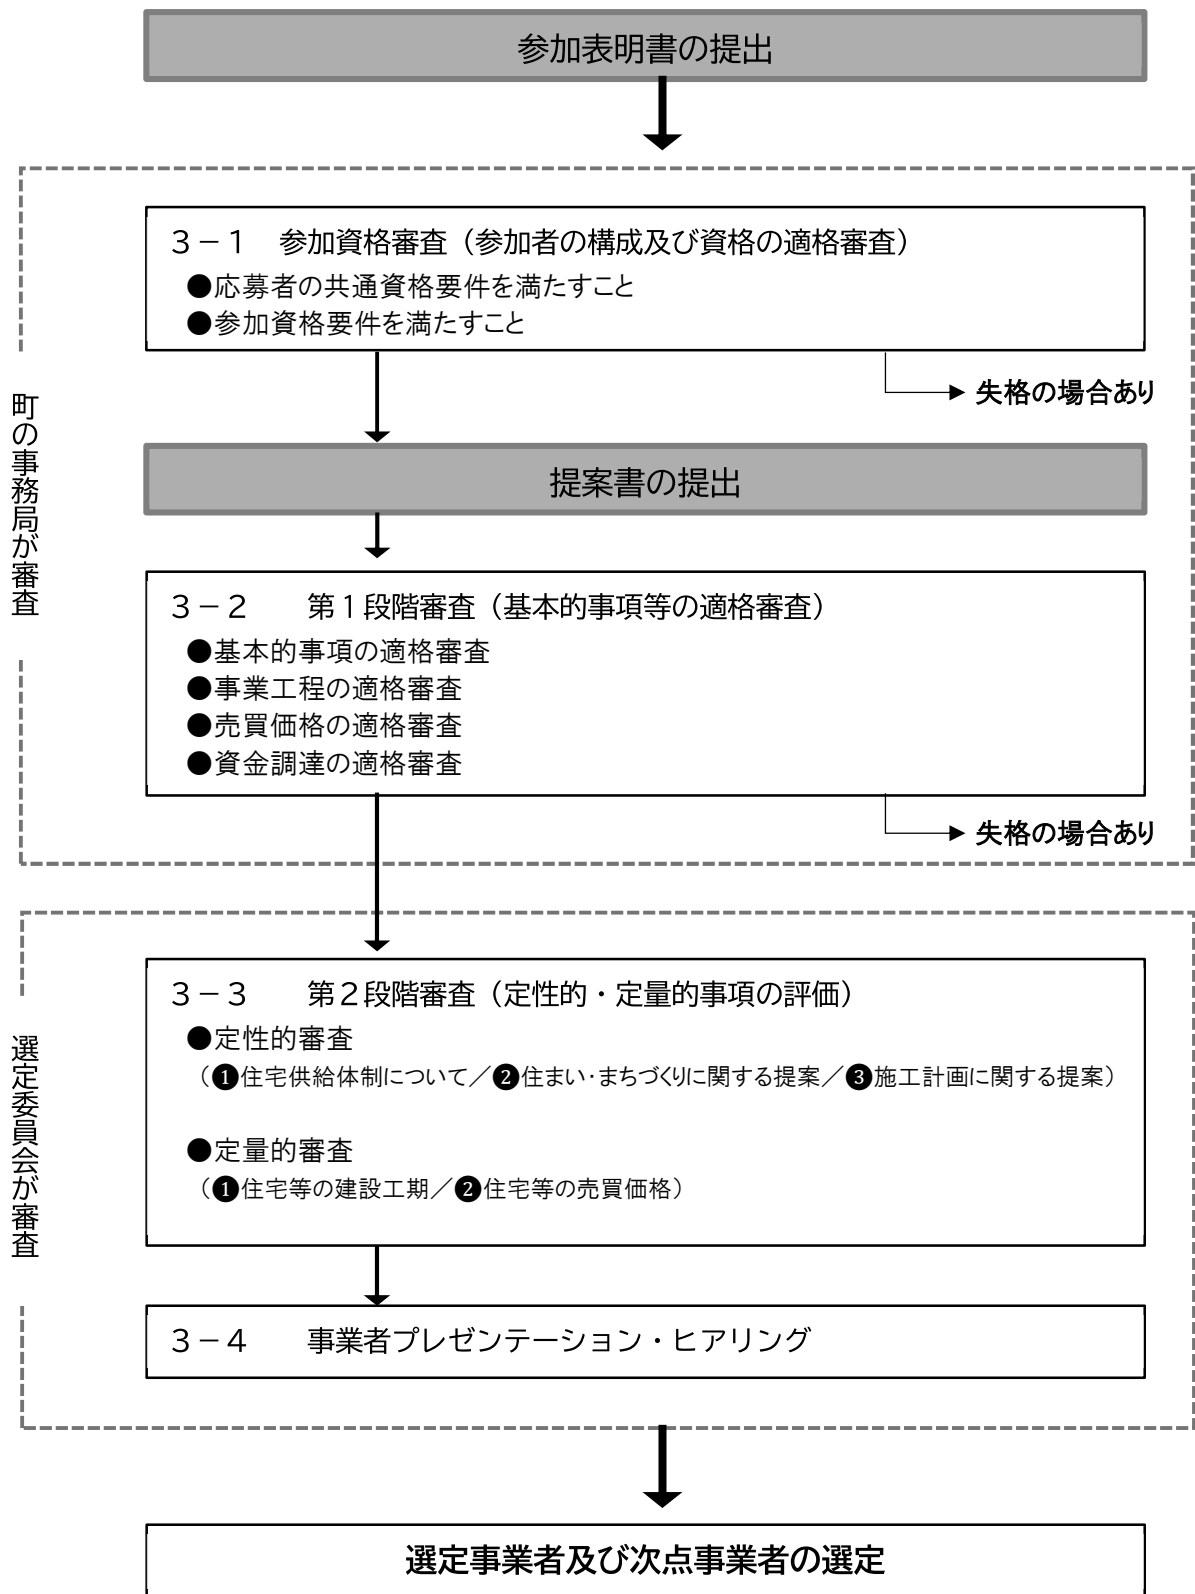 参加表明書の提出
３－１　参加資格審査（参加者の構成及び資格の適格審査）
●応募者の共通資格要件を満たすこと
●参加資格要件を満たすこと
失格の場合あり
町の事務局が審査
提案書の提出
３－２　　第１段階審査（基本的事項等の適格審査）
●基本的事項の適格審査
●事業工程の適格審査
●売買価格の適格審査
●資金調達の適格審査
失格の場合あり
３－３　　第２段階審査（定性的・定量的事項の評価）
●定性的審査
（❶住宅供給体制について／❷住まい・まちづくりに関する提案／❸施工計画に関する提案）
●定量的審査
（❶住宅等の建設工期／❷住宅等の売買価格）
選定委員会が審査
３－４　　事業者プレゼンテーション・ヒアリング
選定事業者及び次点事業者の選定